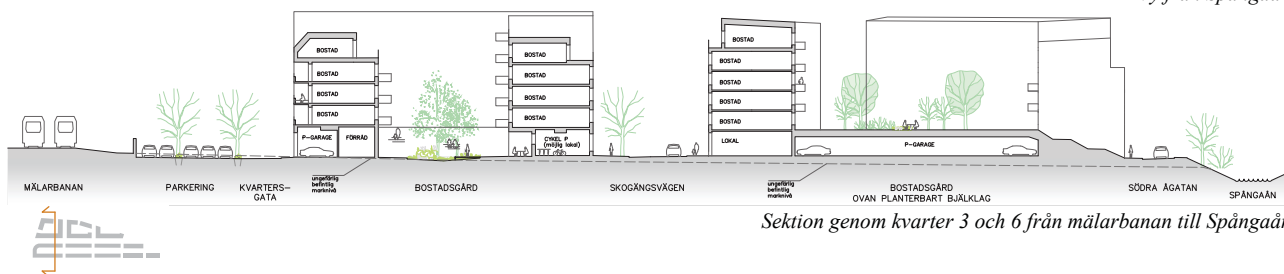 BOSTAD
BOSTAD
BOSTAD
BOSTAD
P-GARAGE
FÖRRÅD
BOSTAD
BOSTAD
BOSTAD
BOSTAD
CYKEL P
(möjlig lokal)
BOSTAD
BOSTAD
BOSTAD
BOSTAD
BOSTAD
LOKAL
P-GARAGE
MÄLARBANAN
PARKERING
KVARTERS-
GATA
ungefärlig
befintlig
marknivå
BOSTADSGÅRD
SKOGÄNGSVÄGEN
ungefärlig
befintlig
marknivå
BOSTADSGÅRD
OVAN PLANTERBART BJÄLKLAG
SÖDRA ÅGATAN
SPÅNGAÅN
Sektion genom kvarter 3 och 6 från mälarbanan till Spångaån